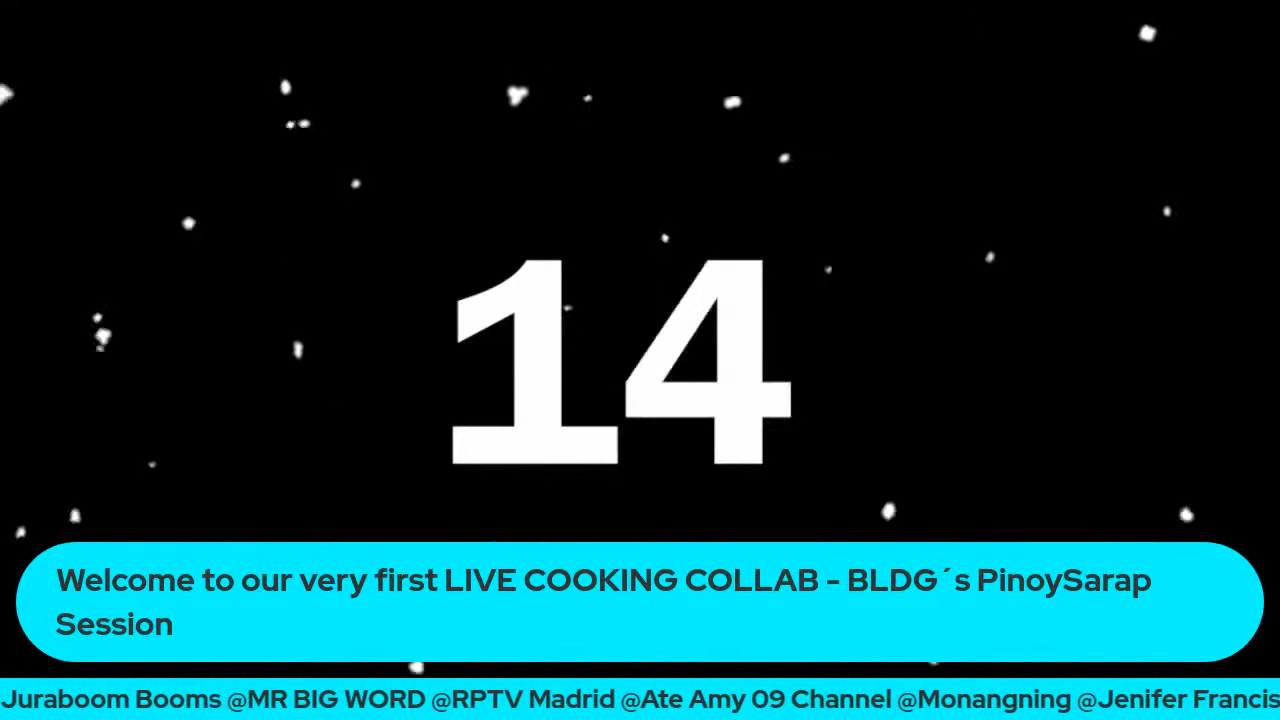 14
Welcome to our very first LIVE COOKING COLLAB - BLDG´s PinoySarap
Session
Juraboom Booms @MR BIG WORD @RPTV Madrid @Ate Amy 09 Channel @Monangning @Jenifer Francis